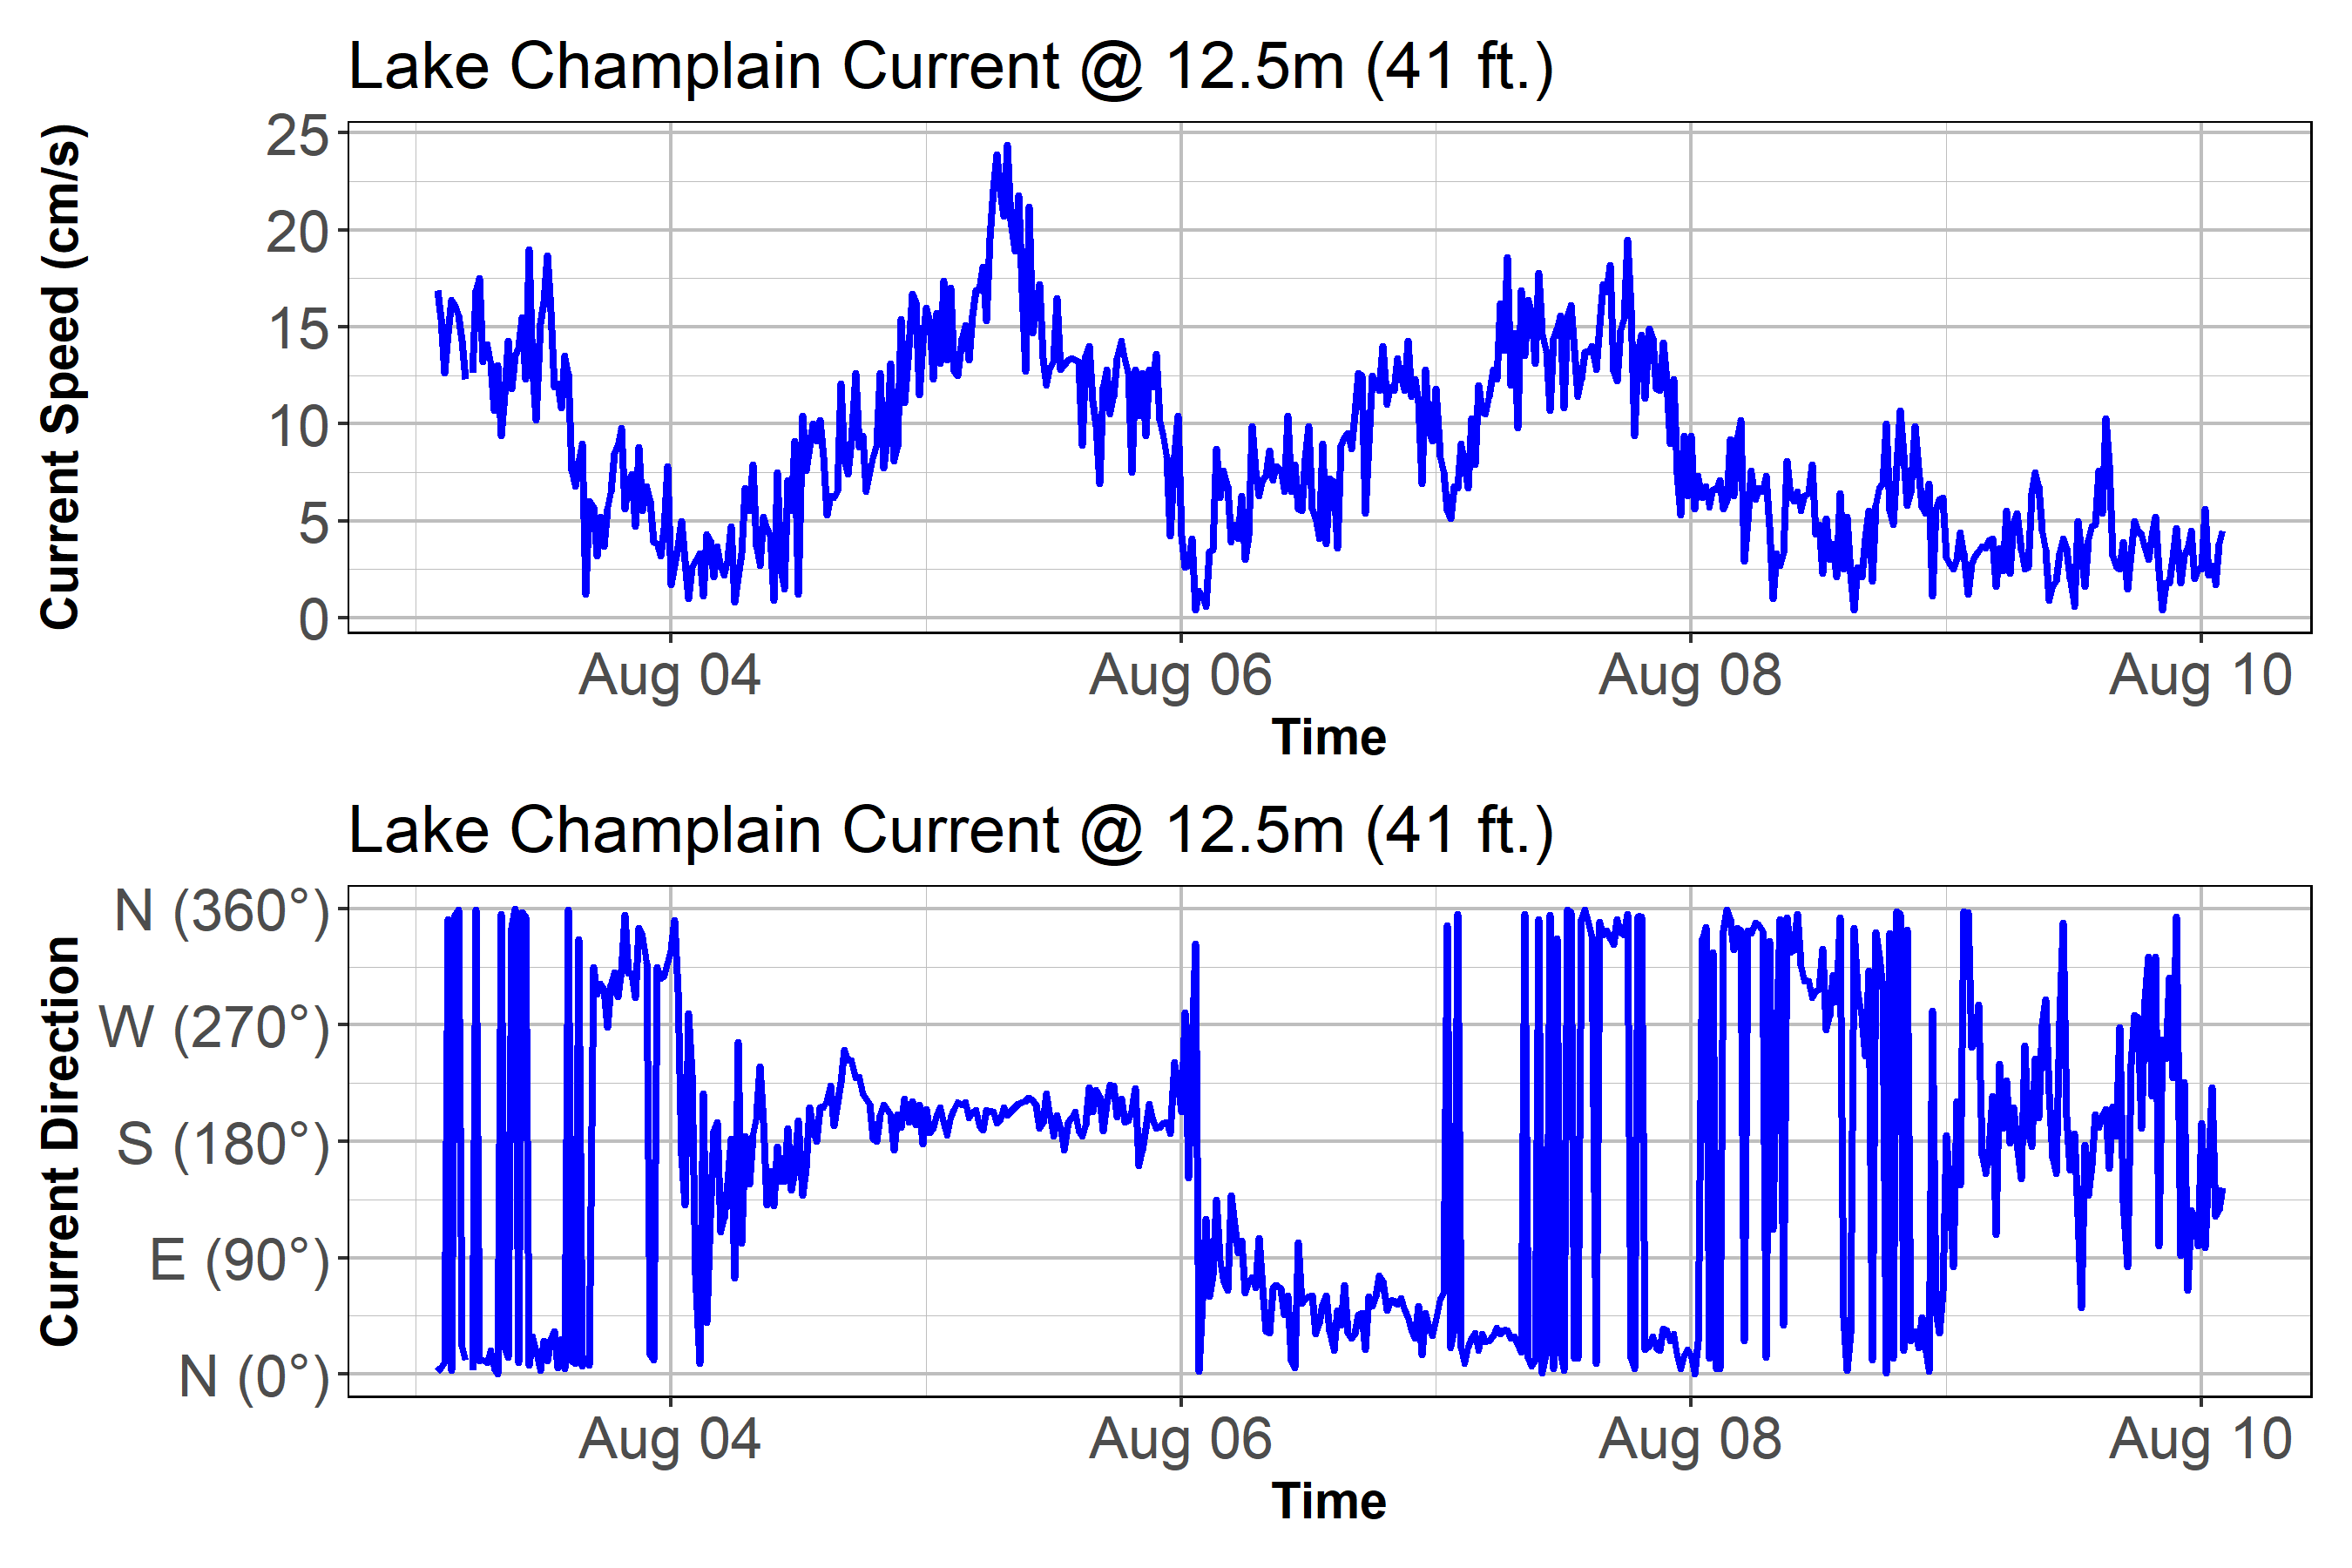 Lake Champlain Current @ 12.5m (41 ft.)
Current Speed (cm/s)
25
20
15
10
5
0
Aug 04 Aug 06 Aug 08 Aug 10
Time
Lake Champlain Current @ 12.5m (41 ft.)
Current Direction
N (360°)
W (270°)
S (180°)
E (90°)
N (0°)
Aug 04 Aug 06 Aug 08 Aug 10
Time